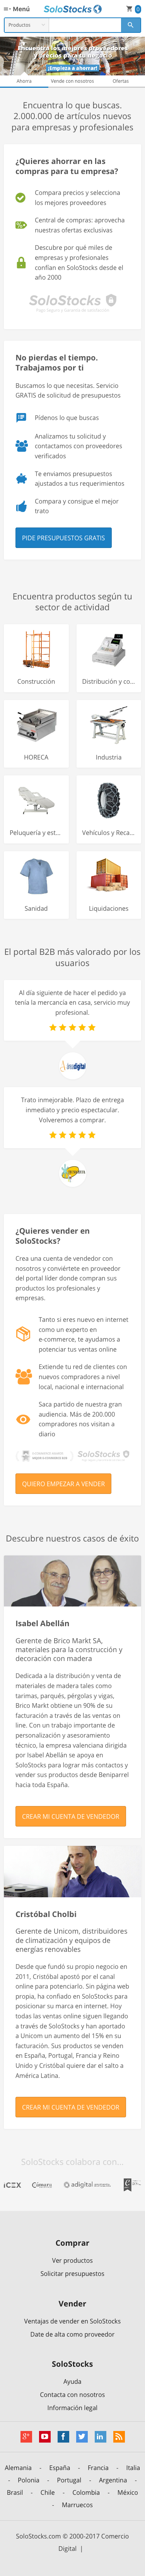 Menú
SoloStocks
0
Productos
Encuentra los mejores proveedores
¡Empieza a ahorrar!
Ahorra
Vende con nosotros
Ofertas
Encuentra lo que buscas.
2.000.000 de artículos nuevos
para empresas y profesionales
¿Quieres ahorrar en las
compras para tu empresa?
Compara precios y selecciona
los mejores proveedores
Central de compras: aprovecha
nuestras ofertas exclusivas
Descubre por qué miles de
empresas y profesionales
confían en SoloStocks desde el
año 2000
SoloStocks
No pierdas el tiempo.
Trabajamos por ti
Buscamos lo que necesitas. Servicio
GRATIS de solicitud de presupuestos
Pídenos lo que buscas
Analizamos tu solicitud y
contactamos con proveedores
verificados
Te enviamos presupuestos
ajustados a tus requerimientos
Compara y consigue el mejor
trato
PIDE PRESUPUESTOS GRATIS
Encuentra productos según tu
sector de actividad
Construcción
Distribución y co...
HORECA
Industria
Peluquería y est...
Vehículos y Reca...
Sanidad
Liquidaciones
El portal B2B más valorado por los
usuarios
Al día siguiente de hacer el pedido ya
tenía la mercancía en casa, servicio muy
profesional.
Trato inmejorable. Plazo de entrega
inmediato y precio espectacular.
Volveremos a comprar.
¿Quieres vender en
SoloStocks?
Crea una cuenta de vendedor con
nosotros y conviértete en proveedor
del portal líder donde compran sus
productos los profesionales y
empresas.
Tanto si eres nuevo en internet
como un experto en
e-commerce, te ayudamos a
potenciar tus ventas online
Extiende tu red de clientes con
nuevos compradores a nivel
local, nacional e internacional
Saca partido de nuestra gran
audiencia. Más de 200.000
compradores nos visitan a
diario
SoloStocks
QUIERO EMPEZAR A VENDER
Descubre nuestros casos de éxito
Isabel Abellán
Gerente de Brico Markt SA,
materiales para la construcción y
decoración con madera
Dedicada a la distribución y venta de
materiales de madera tales como
tarimas, parquets, pérgolas y vigas,
Brico Markt obtiene un 90% de su
facturación a través de las ventas on
line. Con un trabajo importante de
personalización y asesoramiento
técnico, la empresa valenciana dirigida
por Isabel Abellán se apoya en
SoloStocks para lograr más contactos y
vender sus productos desde Beniparrel
hacia toda España.
CREAR MI CUENTA DE VENDEDOR
Cristóbal Cholbi
Gerente de Unicom, distribuidores
de climatización y equipos de
energías renovables
Desde que fundó su propio negocio en
2011, Cristóbal apostó por el canal
online para potenciarlo. Sin página web
propia, ha confiado en SoloStocks para
posicionar su marca en internet. Hoy
todas las ventas online siguen llegando
a través de SoloStocks y han aportado
a Unicom un aumento del 15% en
facturación. Sus productos se venden
en España, Portugal, Francia y Reino
Unido y Cristóbal quiere dar el salto a
América Latina.
CREAR MI CUENTA DE VENDEDOR
SoloStocks colabora con...
adigital
Comprar
Ver productos
Solicitar presupuestos
Vender
Ventajas de vender en SoloStocks
Date de alta como proveedor
SoloStocks
Ayuda
Contacta con nosotros
Información legal
Alemania - España - Francia - Italia
- Polonia - Portugal - Argentina -
Brasil - Chile - Colombia - México
- Marruecos
SoloStocks.com © 2000-2017 Comercio
Digital |